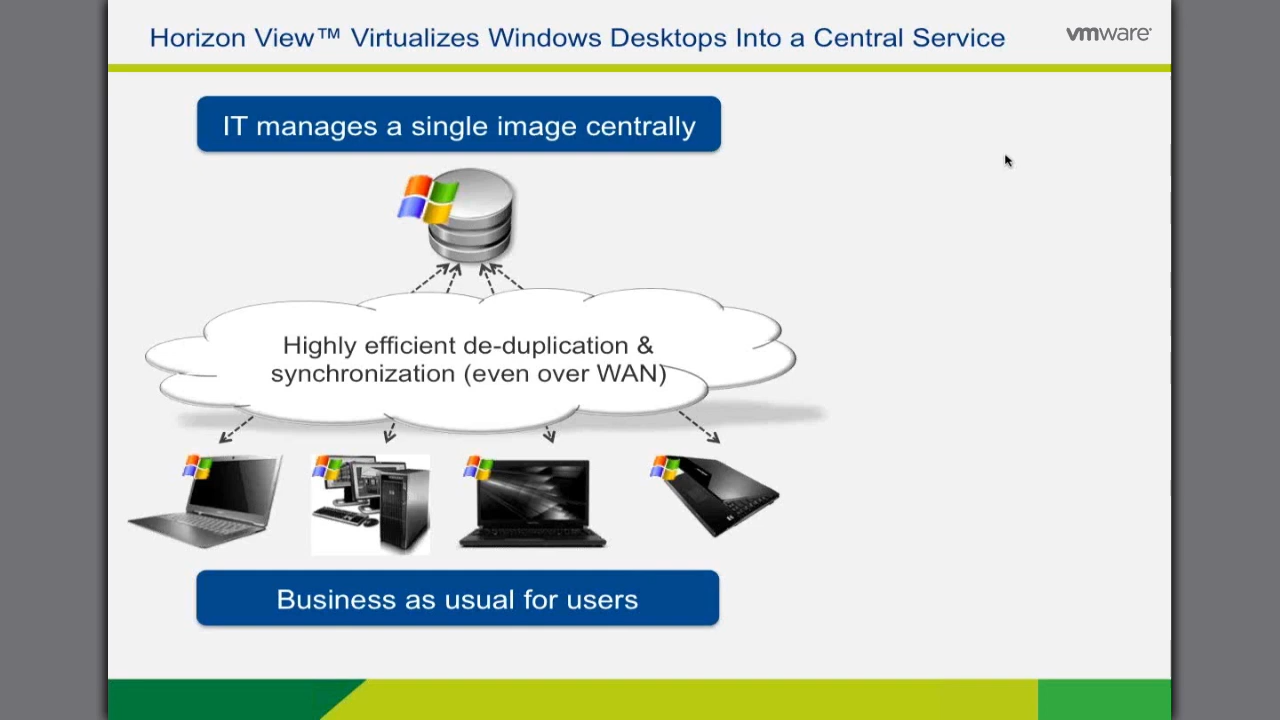 Horizon View™ Virtualizes Windows Desktops Into a Central Service
vmware
IT manages a single image centrally
Highly efficient de-duplication &
synchronization (even over WAN)
Business as usual for users